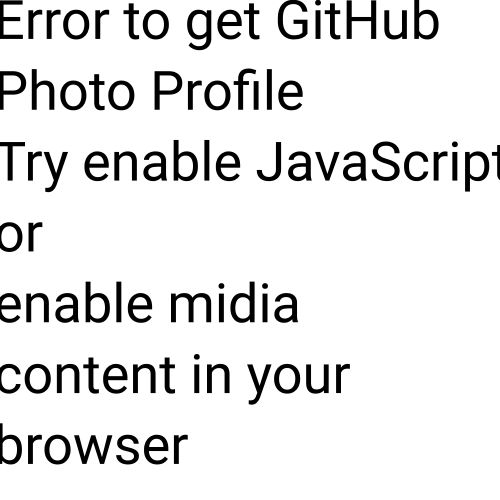 Error to get GitHub
Photo Profile
Try enable JavaScript
or
enable midia
content in your
browser